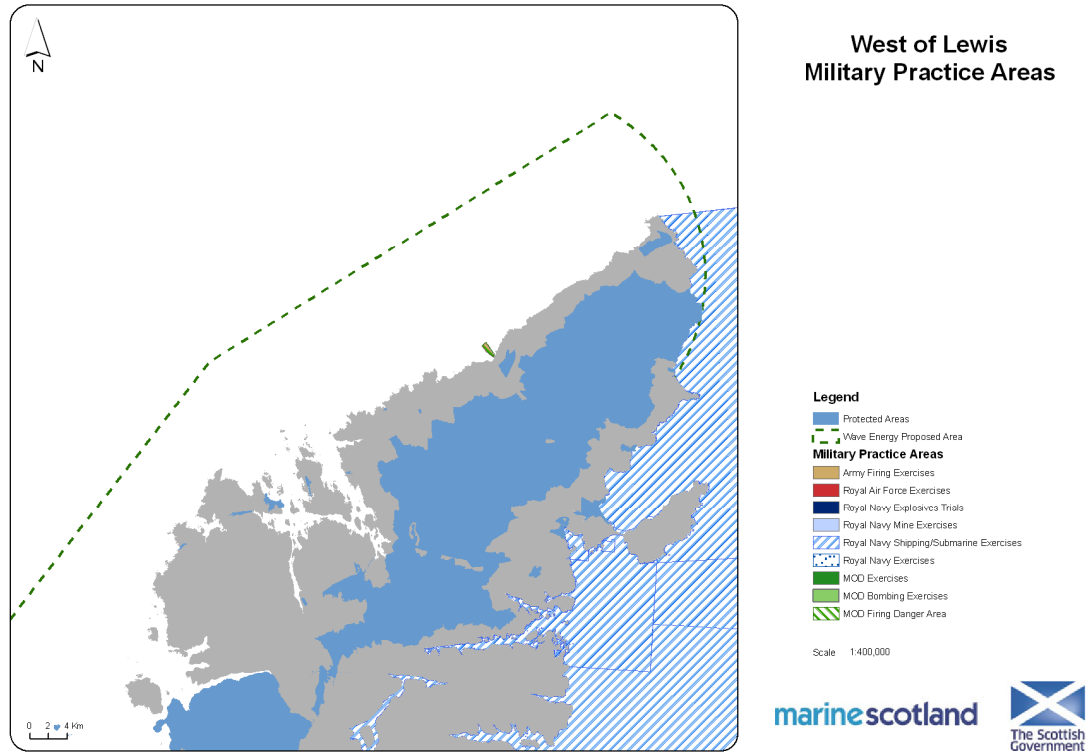 N
West of Lewis
Military Practice Areas
Legend
Protected Areas
Wave Energy Proposed Area
Military Practice Areas
Army Firing Exercises
Royal Air Force Exercises
Royal Navy Explosives Trials
Royal Navy Mine Exercises
Royal Navy Shipping/Submarine Exercises
Royal Navy Exercises
MOD Exercises
MOD Bombing Exercises
MOD Firing Danger Area
Scale 1:400,000
0 2 4 Km
marinescotland
The Scottish
Government